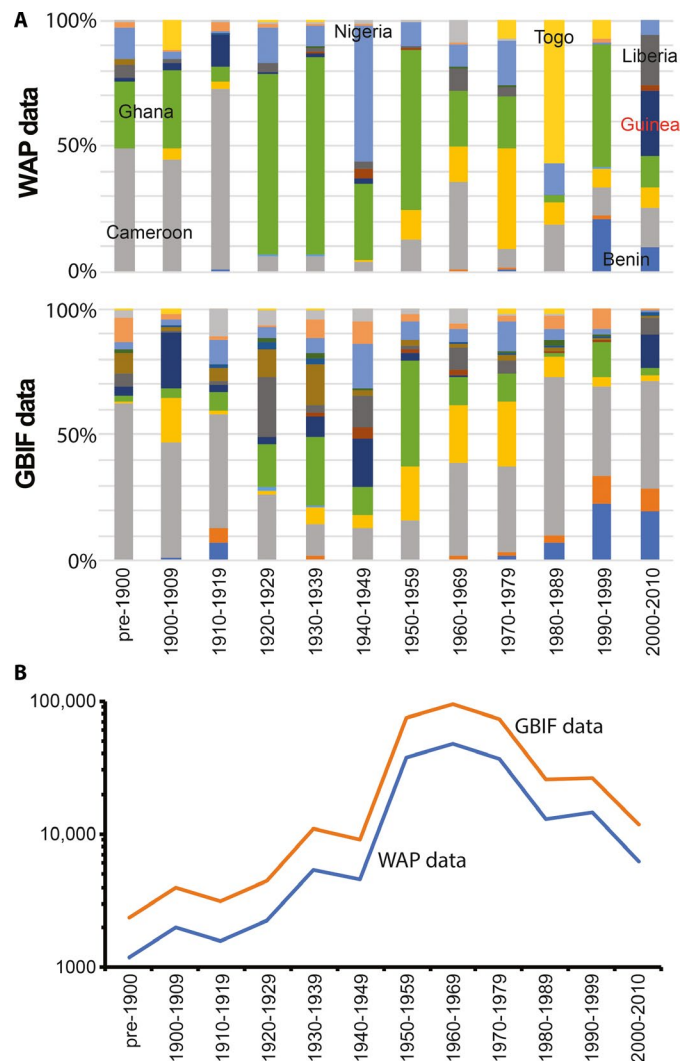 A
100%
50%
0%
WAP data
Nigeria
Togo
Liberia
Ghana
Guinea
Cameroon
Benin
100%
50%
0%
GBIF data
pre-1900
1900-1909
1910-1919
1920-1929
1930-1939
1940-1949
1950-1959
1960-1969
1970-1979
1980-1989
1990-1999
2000-2010
B
100,000
10,000
1000
GBIF data
WAP data
pre-1900
1900-1909
1910-1919
1920-1929
1930-1939
1940-1949
1950-1959
1960-1969
1970-1979
1980-1989
1990-1999
2000-2010